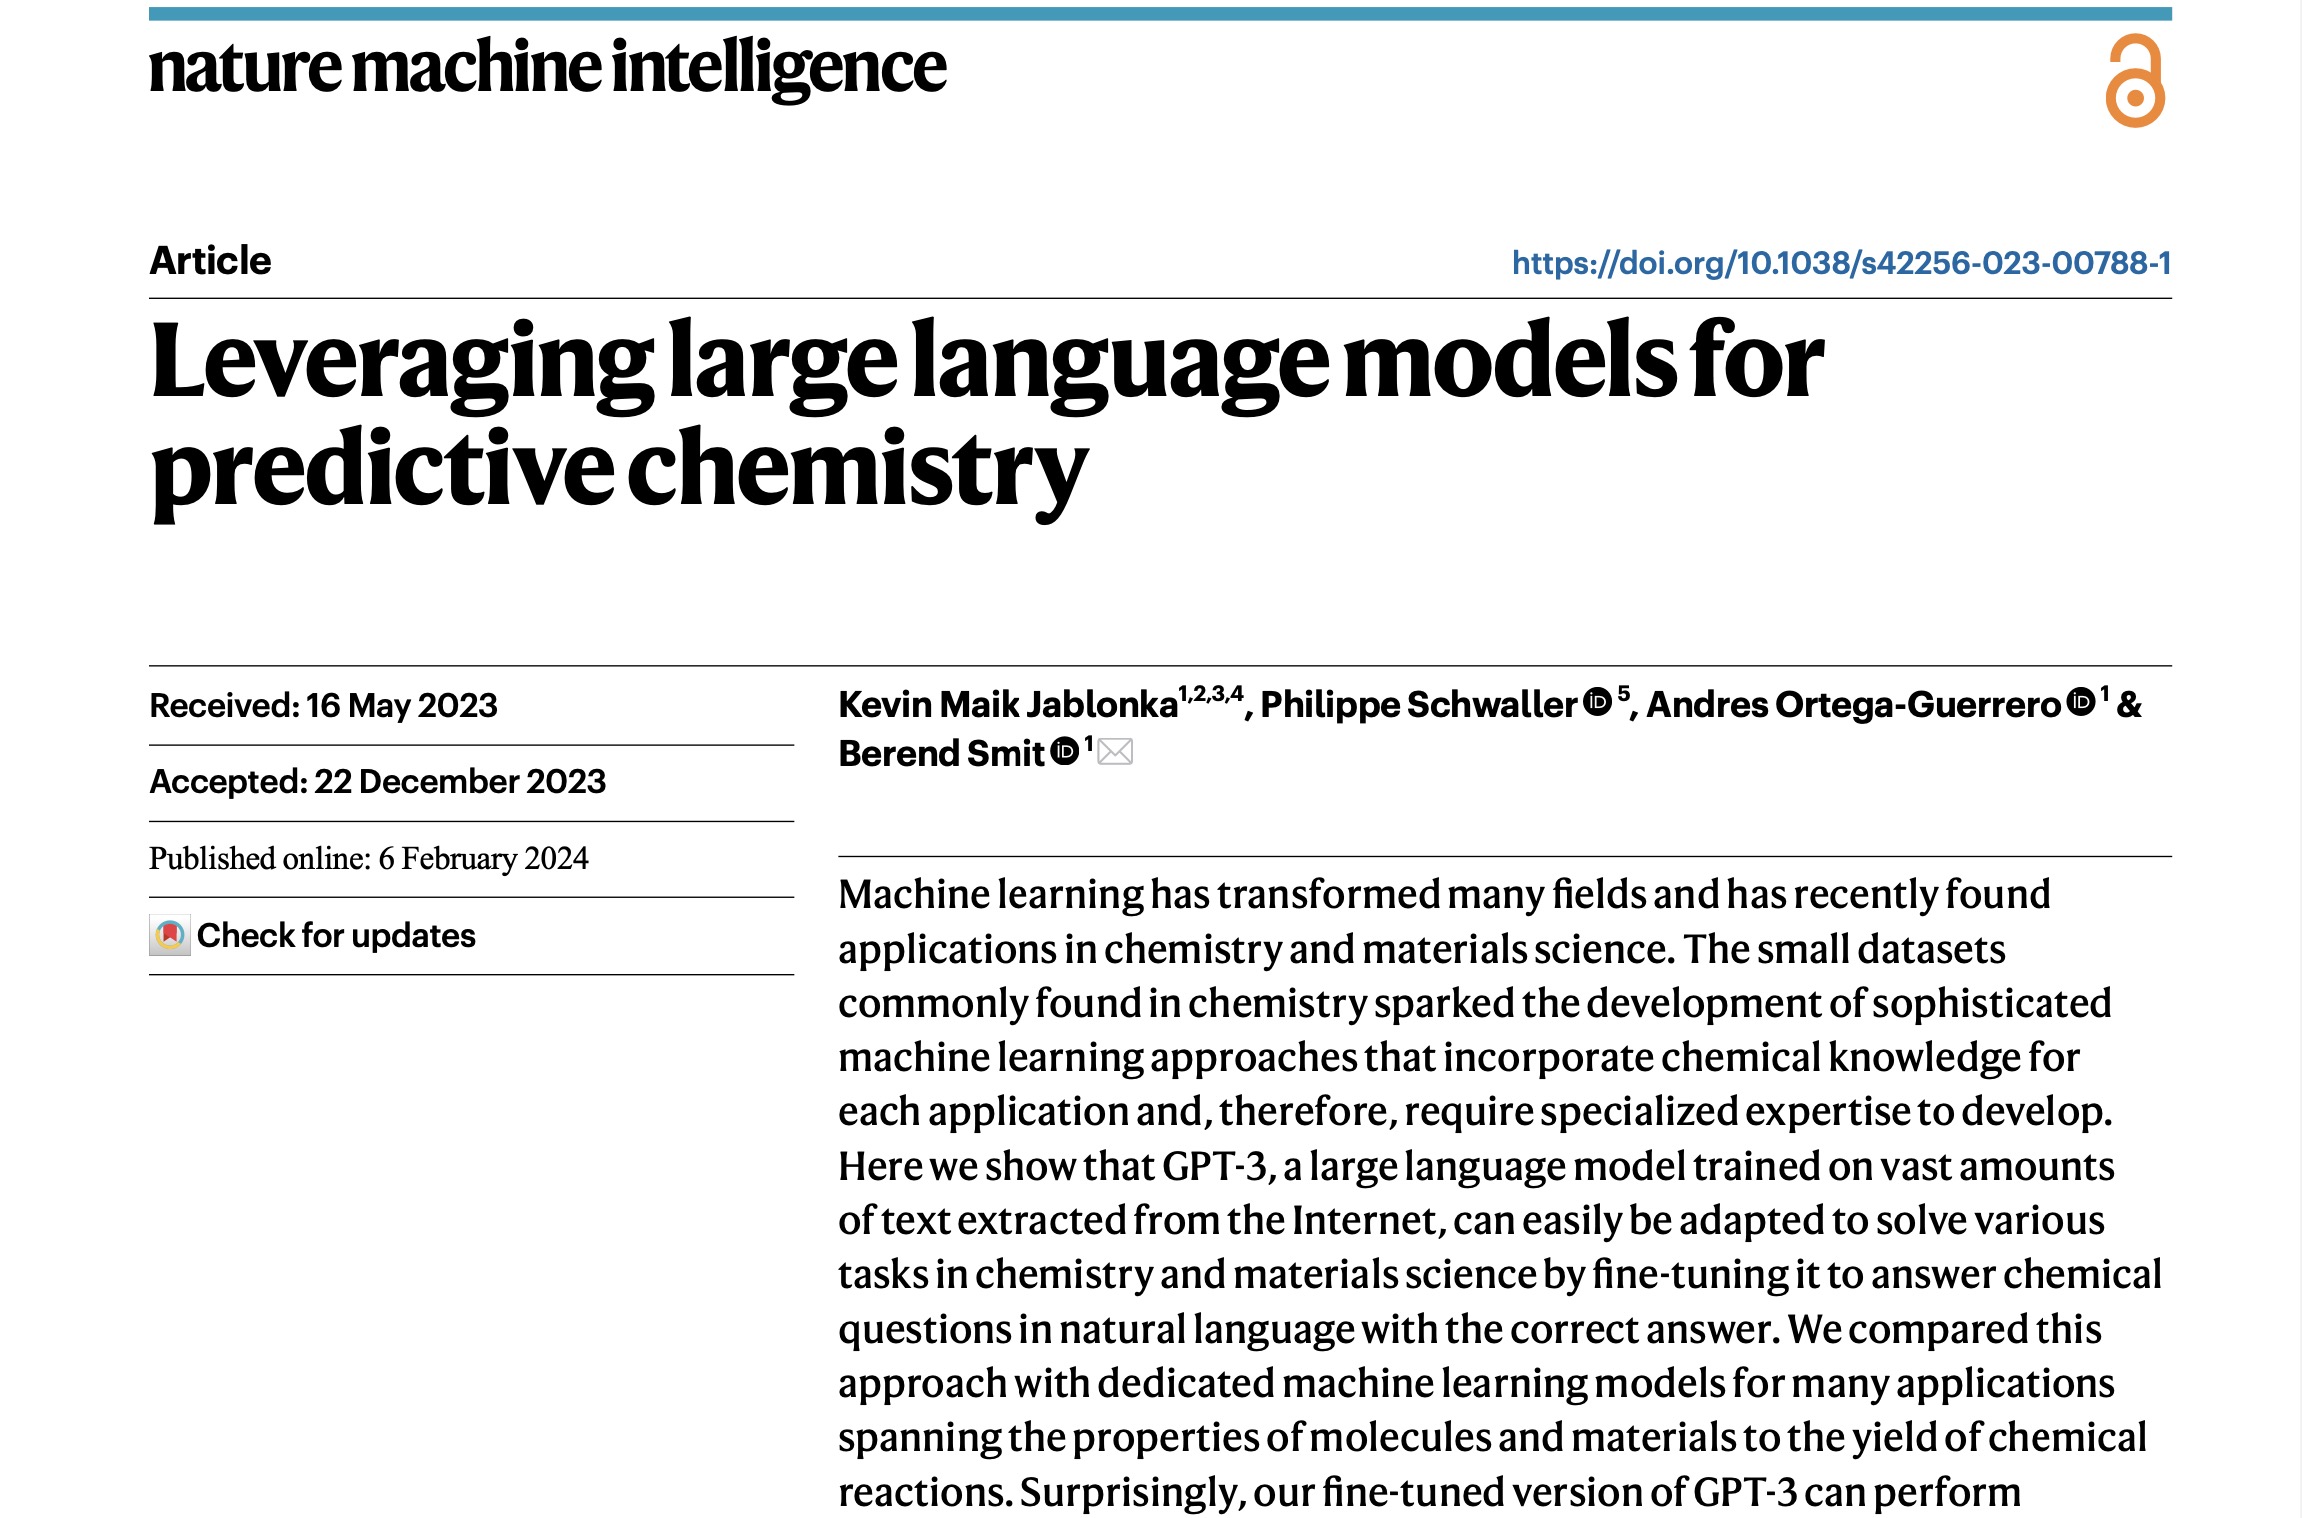 nature machine intelligence
Article
https://doi.org/10.1038/s42256-023-00788-1
Leveraging large language models for
predictive chemistry
Received: 16 May 2023
Accepted: 22 December 2023
Published online: 6 February 2024
Check for updates
Kevin Maik Jablonka1,2,3,4, Philippe Schwaller iD 5, Andres Ortega-Guerrero iD 1 &
Berend Smit iD 1
Machine learning has transformed many fields and has recently found
applications in chemistry and materials science. The small datasets
commonly found in chemistry sparked the development of sophisticated
machine learning approaches that incorporate chemical knowledge for
each application and, therefore, require specialized expertise to develop.
Here we show that GPT-3, a large language model trained on vast amounts
of text extracted from the Internet, can easily be adapted to solve various
tasks in chemistry and materials science by fine-tuning it to answer chemical
questions in natural language with the correct answer. We compared this
approach with dedicated machine learning models for many applications
spanning the properties of molecules and materials to the yield of chemical
reactions. Surprisingly, our fine-tuned version of GPT-3 can perform